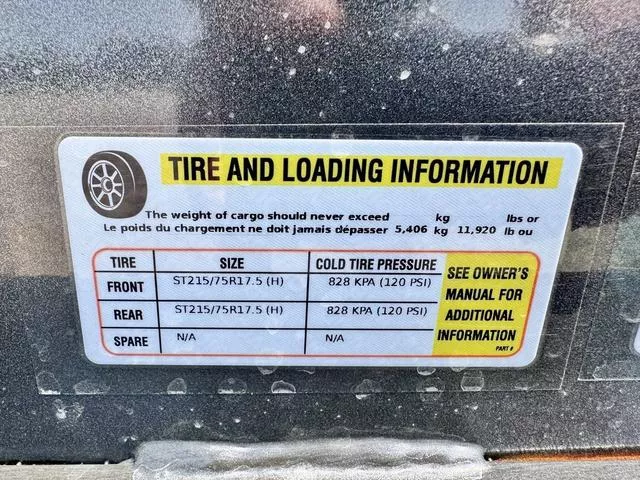 TIRE AND LOADING INFORMATION
The weight of cargo should never exceed kg lbs or
Le poids du chargement ne doit jamais dépasser 5,406 kg 11,920 lb ou
TIRE SIZE COLD TIRE PRESSURE
FRONT ST215/75R17.5 (H) 828 KPA (120 PSI)
REAR ST215/75R17.5 (H) 828 KPA (120 PSI)
SPARE N/A N/A
SEE OWNER'S
MANUAL FOR
ADDITIONAL
INFORMATION
PART #